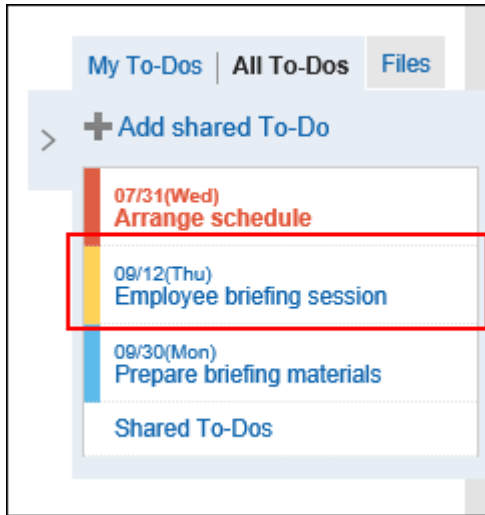 My To-Dos | All To-Dos Files
Add shared To-Do
07/31(Wed)
Arrange schedule
09/12(Thu)
Employee briefing session
09/30(Mon)
Prepare briefing materials
Shared To-Dos